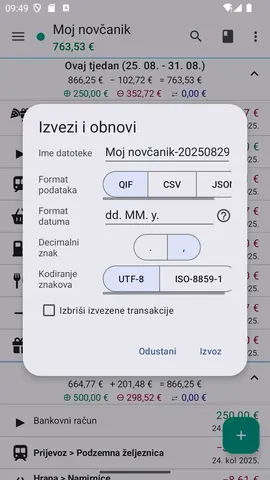 09:49
Moj novčanik
763,53 €
Ovaj tjedan (25. 08. - 31. 08.)
866,25 € − 102,72 € = 763,53 €
250,00 € 352,72 € 0,00 €
Izvezi i obnovi
Ime datoteke Moj novčanik-20250829
Format podataka QIF CSV JSON
Format datuma dd. MM. y.
Decimalni znak . ,
Kodiranje znakova UTF-8 ISO-8859-1
Izbriši izvezene transakcije
Odustani Izvoz
664,77 € + 201,48 € = 866,25 €
500,00 € 298,52 € 0,00 €
Bankovni račun 250,00 €
Prijevoz > Podzemna željeznica
24. kol 2025.
Hrana > Namirnice −8,61 €